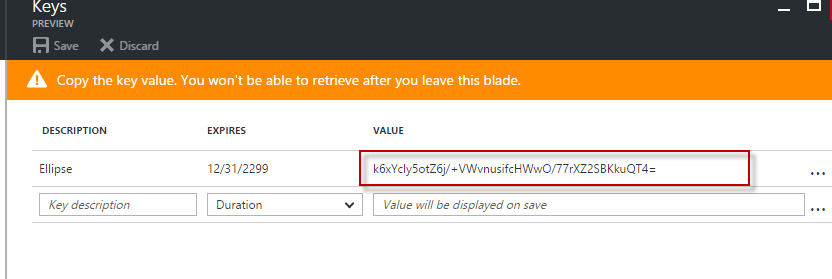 Keys
PREVIEW
Save Discard
Copy the key value. You won't be able to retrieve after you leave this blade.
DESCRIPTION EXPIRES VALUE
Ellipse 12/31/2299 k6xYcly5otZ6j/+VWvnusifcHWwO/77rXZ2SBKkuQT4= ...
Key description Duration Value will be displayed on save ...